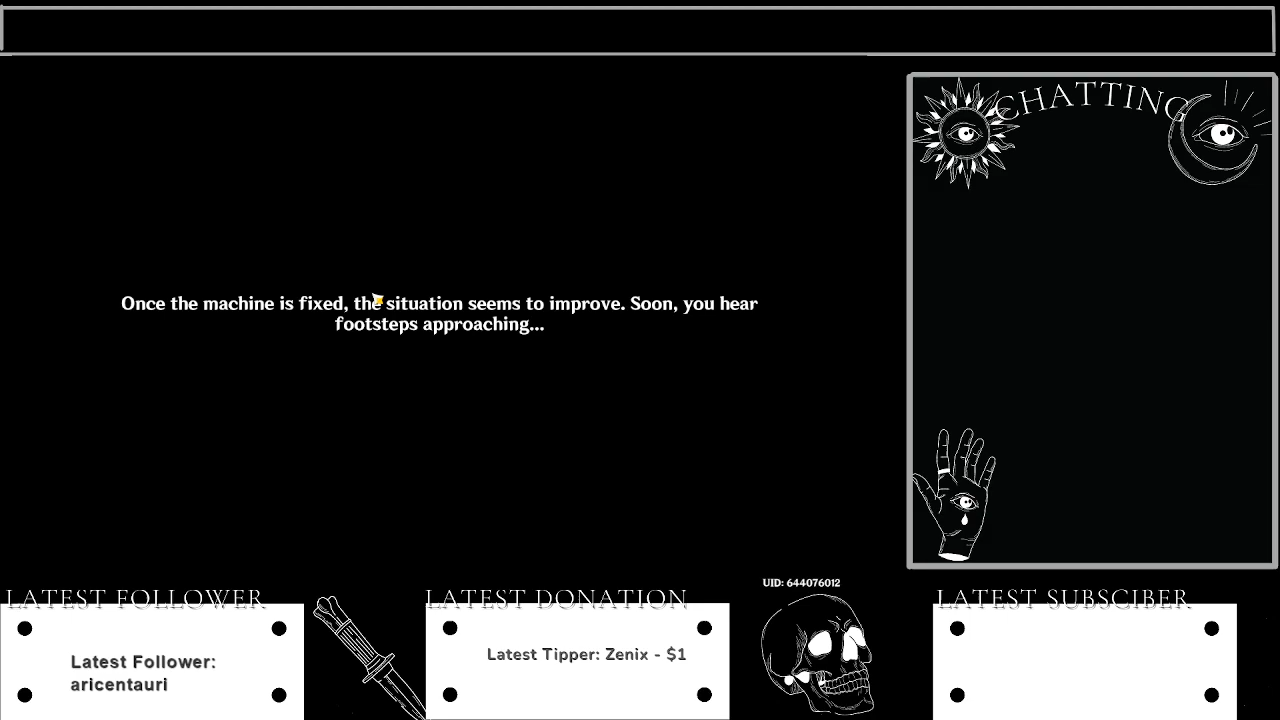 CHATTING
Once the machine is fixed, the situation seems to improve. Soon, you hear
footsteps approaching...
UID: 644076012
LATEST FOLLOWER
LATEST DONATION
LATEST SUBSCIBER
Latest Follower:
aricentauri
Latest Tipper: Zenix - $1